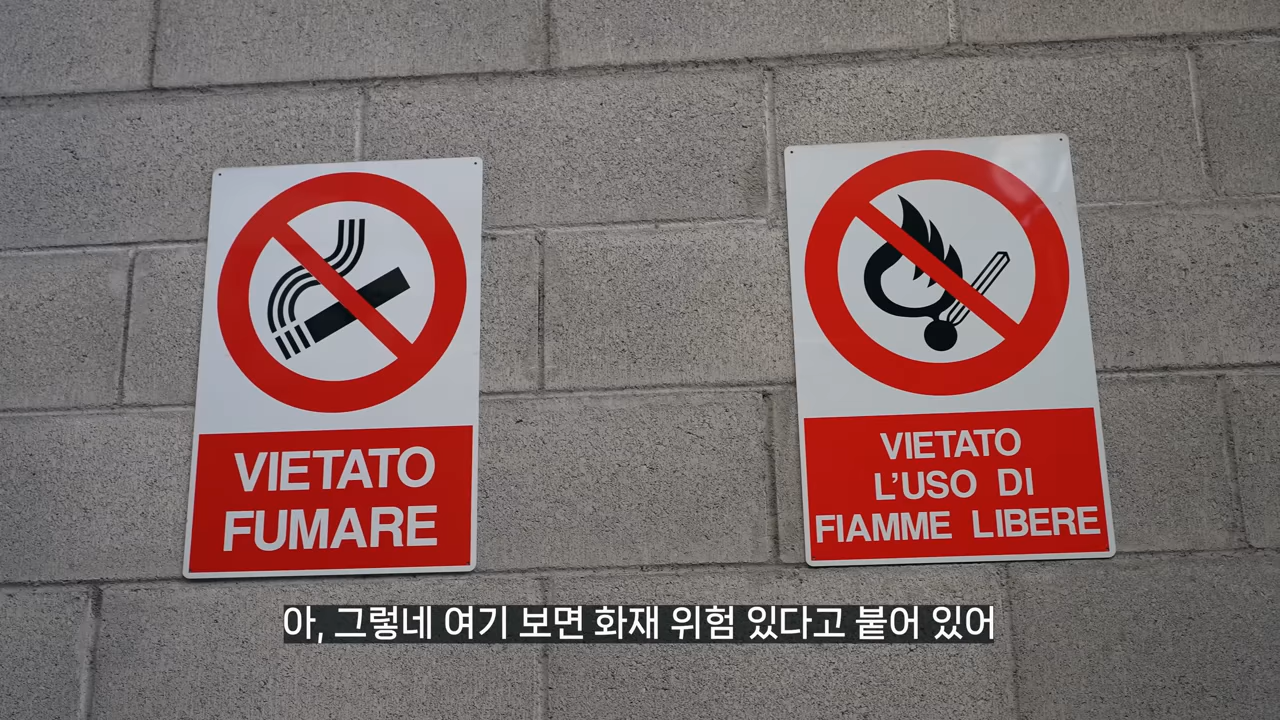 VIETATO
FUMARE
VIETATO
L'USO DI
FIAMME LIBERE
아, 그렇네 여기 보면 화재 위험 있다고 붙어 있어